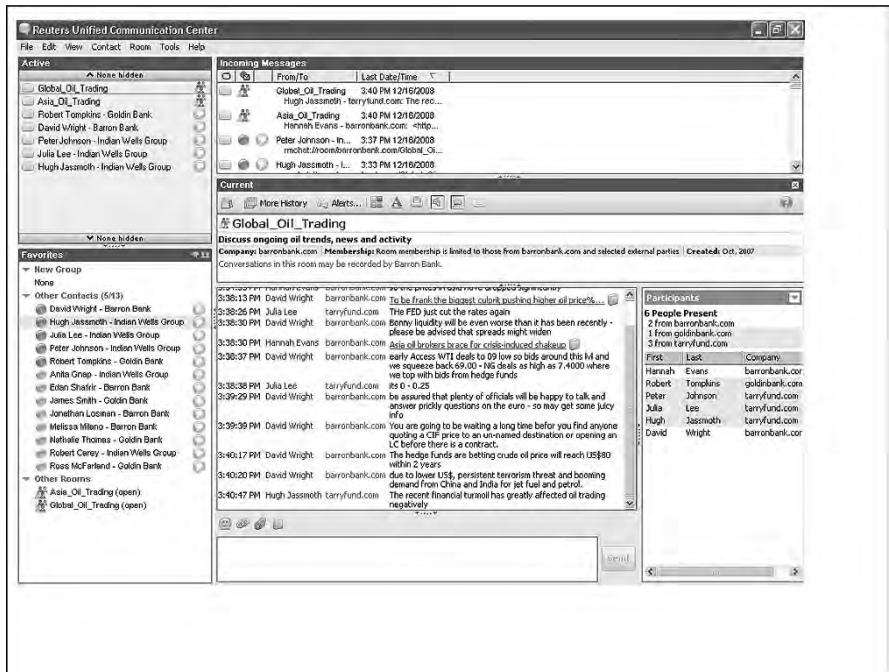 Reuters Unified Communication Center
File Edit View Contact Room Tools Help
Active
None hidden
Global_Oil_Trading
Asia_Oil_Trading
Robert Tompkins - Goldin Bank
David Wright - Barron Bank
Peter Johnson - Indian Wells Group
Julia Lee - Indian Wells Group
Hugh Jassmoth - Indian Wells Group
None hidden
Favorites
New Group
None
Other Contacts (5/13)
David Wright - Barron Bank
Hugh Jassmoth - Indian Wells Group
Julia Lee - Indian Wells Group
Peter Johnson - Indian Wells Group
Robert Tompkins - Goldin Bank
Anita Gnap - Indian Wells Group
Edan Shafrir - Barron Bank
James Smith - Goldin Bank
Jonathan Losman - Barron Bank
Melissa Mileno - Barron Bank
Nathalie Thomas - Goldin Bank
Robert Cerey - Indian Wells Group
Ross McFarlend - Goldin Bank
Other Rooms
Asia_Oil_Trading (open)
Global_Oil_Trading (open)
Incoming Messages
From/To Last Date/Time
Global_Oil_Trading 3:40 PM 12/16/2008
Hugh Jassmoth - tarryfund.com: The rec...
Asia_Oil_Trading 3:40 PM 12/16/2008
Hannah Evans - barronbank.com: <http...
Peter Johnson - In... 3:37 PM 12/16/2008
rmchat://room/barronbank.com/Global_Oi...
Hugh Jassmoth - I... 3:33 PM 12/16/2008
Current
More History Alerts...
Global_Oil_Trading
Discuss ongoing oil trends, news and activity
Company: barronbank.com Membership: Room membership is limited to those from barronbank.com and selected external parties Created: Oct, 2007
Conversations in this room may be recorded by Barron Bank.
3:38:13 PM David Wright barronbank.com To be frank the biggest culprit pushing higher oil price%...
3:38:26 PM Julia Lee tarryfund.com THe FED just cut the rates again
3:38:30 PM David Wright barronbank.com Bonny liquidity will be even worse than it has been recently -
please be advised that spreads might widen
3:38:30 PM Hannah Evans barronbank.com Asia oil brokers brace for crisis-induced shakeup
3:38:37 PM David Wright barronbank.com early Access WTI deals to 09 low so bids around this lvl and
we squeeze back 69.00 - NG deals as high as 7.4000 where
we top with bids from hedge funds
3:38:38 PM Julia Lee tarryfund.com its 0 - 0.25
3:39:29 PM David Wright barronbank.com be assured that plenty of officials will be happy to talk and
answer prickly questions on the euro - so may get some juicy
info
3:39:39 PM David Wright barronbank.com You are going to be waiting a long time befor you find anyone
quoting a CIF price to an un-named destination or opening an
LC before there is a contract.
3:40:17 PM David Wright barronbank.com The hedge funds are betting crude oil price will reach US$80
within 2 years
3:40:20 PM David Wright barronbank.com due to lower US$, persistent terrorism threat and booming
demand from China and India for jet fuel and petrol.
3:40:47 PM Hugh Jassmoth tarryfund.com The recent financial turmoil has greatly affected oil trading
negatively
Send
Participants
6 People Present
2 from barronbank.com
1 from goldinbank.com
3 from tarryfund.com
First Last Company
Hannah Evans barronbank.cor
Robert Tompkins goldinbank.com
Peter Johnson tarryfund.com
Julia Lee tarryfund.com
Hugh Jassmoth tarryfund.com
David Wright barronbank.cor